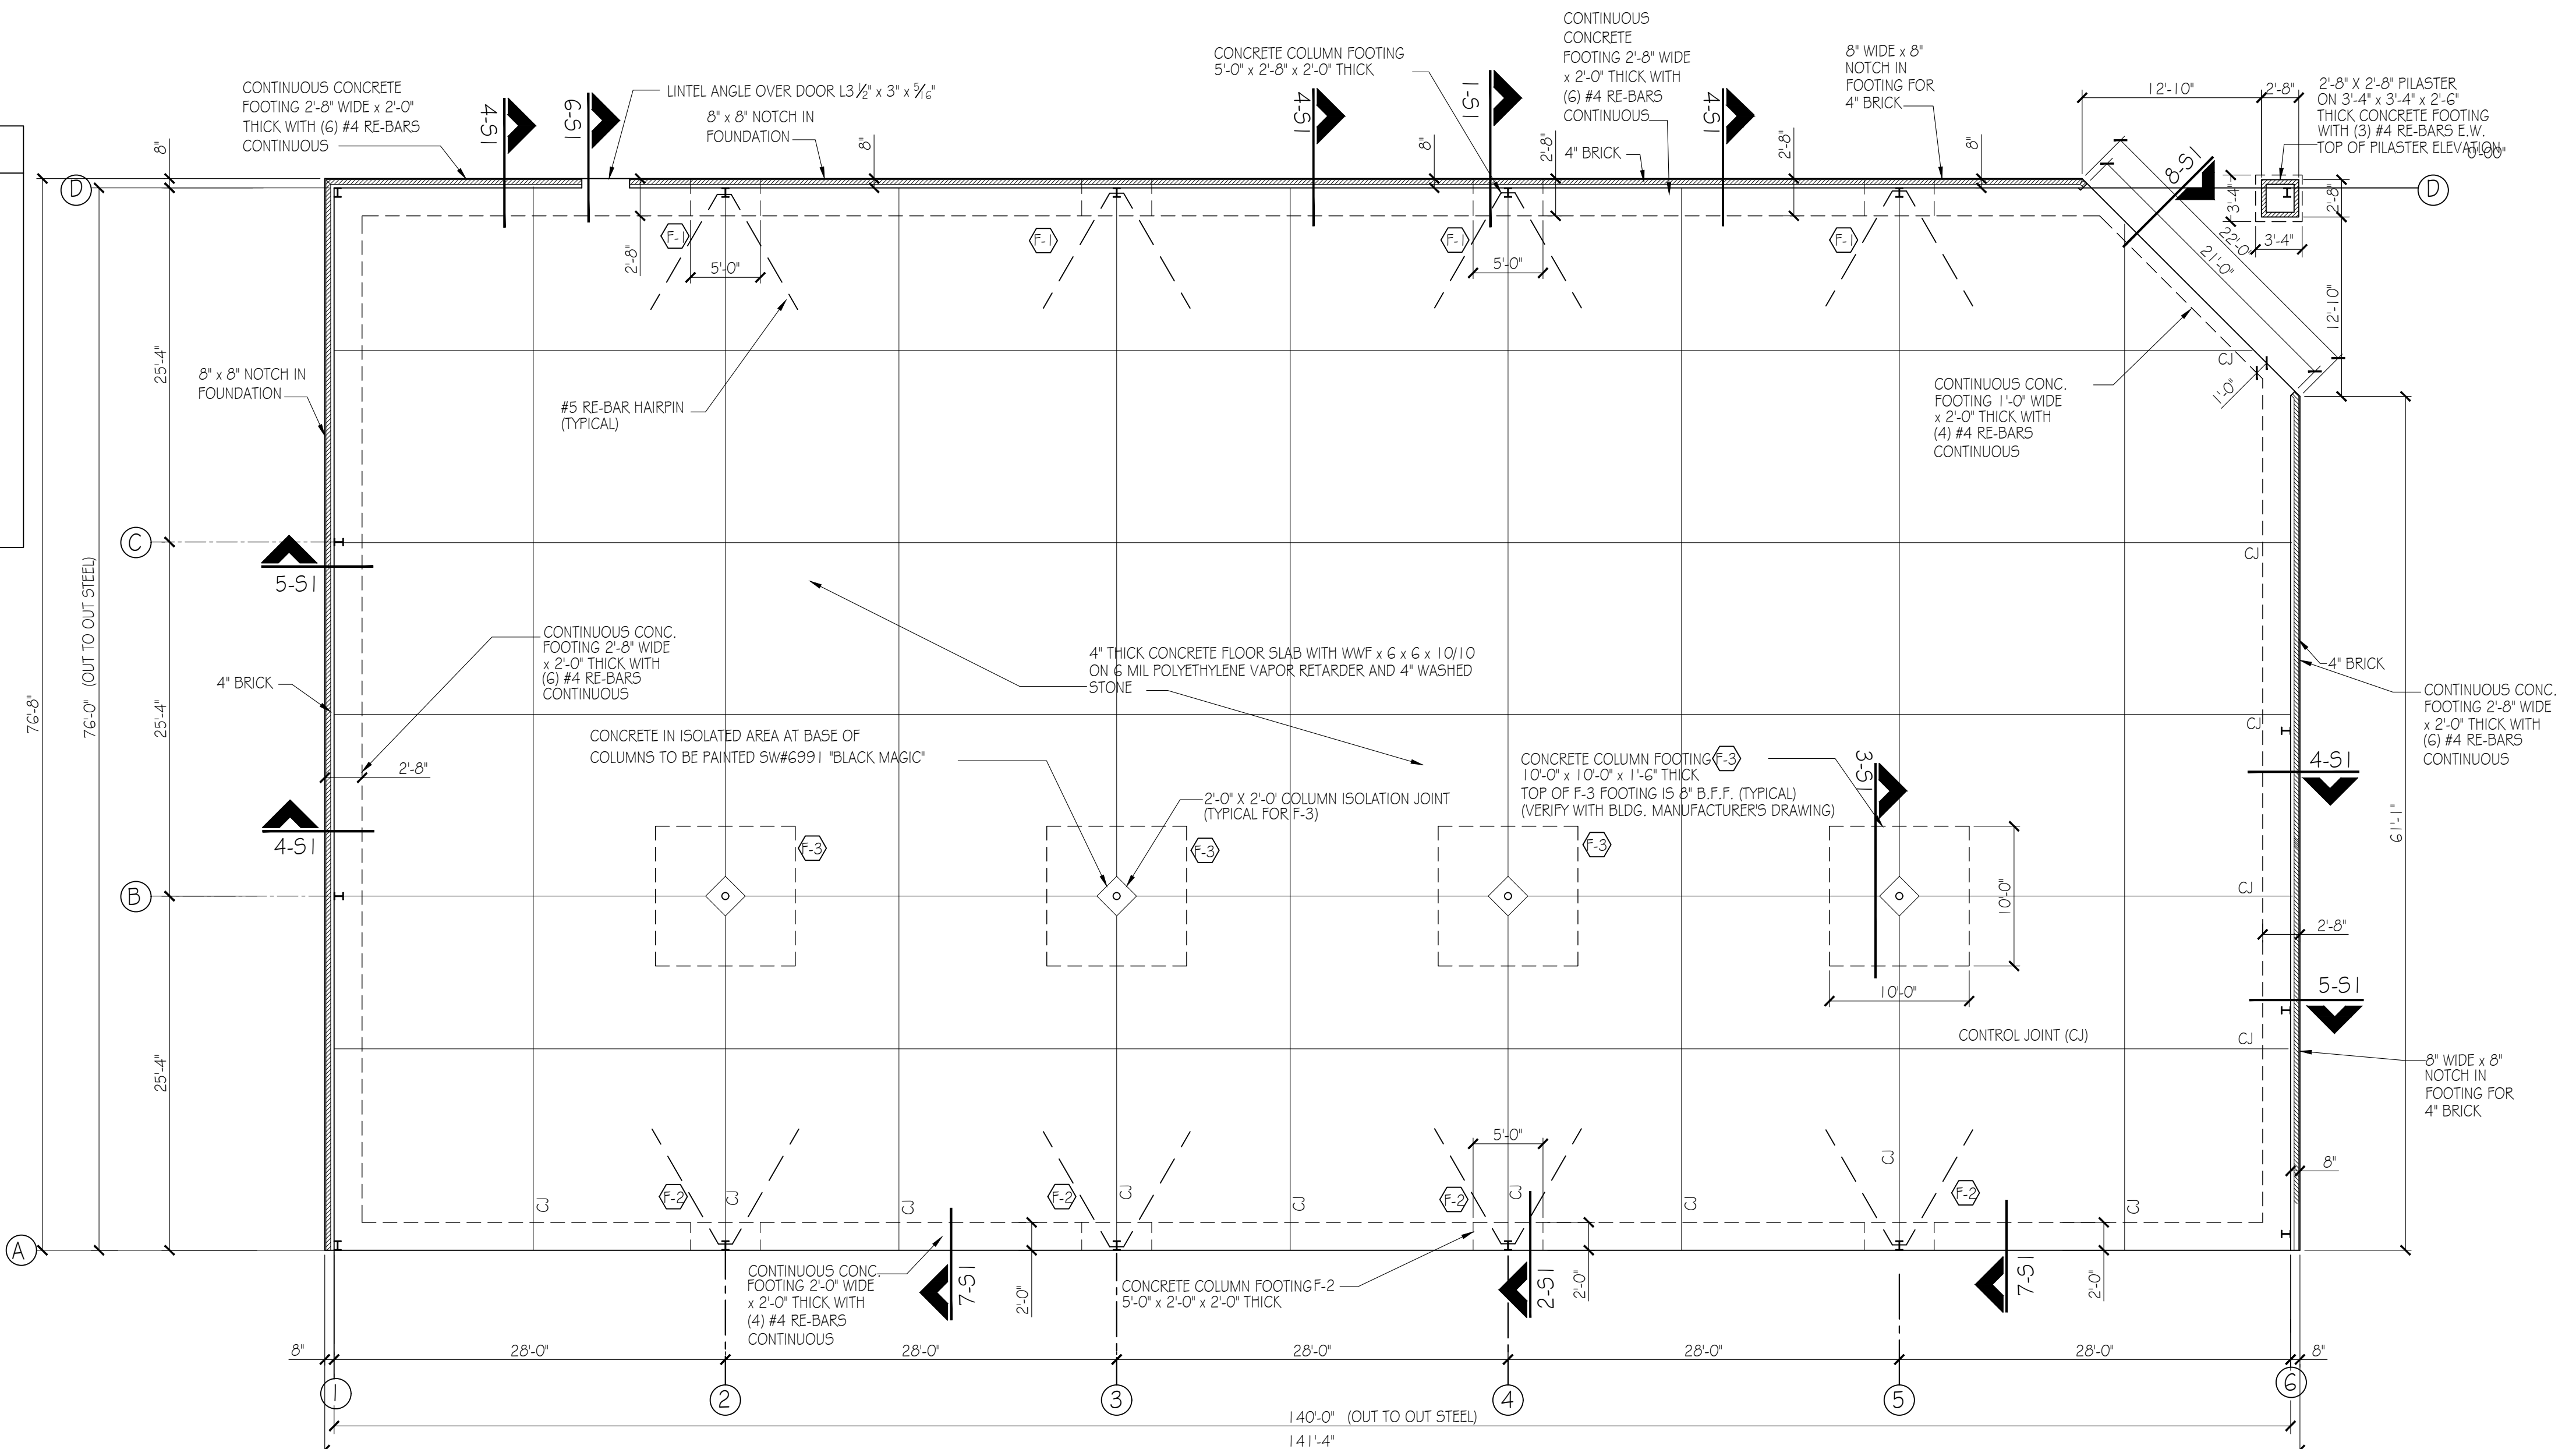 CONTINUOUS CONCRETE
FOOTING 2'-8" WIDE x 2'-0"
THICK WITH (6) #4 RE-BARS
CONTINUOUS
4-S1
6-S1
LINTEL ANGLE OVER DOOR L3 1/2" x 3" x 5/16"
8" x 8" NOTCH IN
FOUNDATION
CONCRETE COLUMN FOOTING
5'-0" x 2'-8" x 2'-0" THICK
4-S1
1-S1
CONTINUOUS
CONCRETE
FOOTING 2'-8" WIDE
x 2'-0" THICK WITH
(6) #4 RE-BARS
CONTINUOUS
4" BRICK
4-S1
8" WIDE x 8"
NOTCH IN
FOOTING FOR
4" BRICK
12'-10"
2'-8"
2'-8" X 2'-8" PILASTER
ON 3'-4" x 3'-4" x 2'-6"
THICK CONCRETE FOOTING
WITH (3) #4 RE-BARS E.W.
TOP OF PILASTER ELEVATION
0'-00"
8"
8"
8"
2'-8"
2'-8"
8"
8-S1
D
D
3'-4"
2'-8"
3'-4"
F-1
F-1
F-1
F-1
2'-8"
5'-0"
5'-0"
22'-0"
21'-0"
12'-10"
25'-4"
8" x 8" NOTCH IN
FOUNDATION
#5 RE-BAR HAIRPIN
(TYPICAL)
CJ
1'-0"
CONTINUOUS CONC.
FOOTING 1'-0" WIDE
x 2'-0" THICK WITH
(4) #4 RE-BARS
CONTINUOUS
C
CJ
5-S1
76'-8"
76'-0" (OUT TO OUT STEEL)
25'-4"
4" BRICK
CONTINUOUS CONC.
FOOTING 2'-8" WIDE
x 2'-0" THICK WITH
(6) #4 RE-BARS
CONTINUOUS
4" THICK CONCRETE FLOOR SLAB WITH WWF x 6 x 6 x 10/10
ON 6 MIL POLYETHYLENE VAPOR RETARDER AND 4" WASHED
STONE
4" BRICK
CONTINUOUS CONC.
FOOTING 2'-8" WIDE
x 2'-0" THICK WITH
(6) #4 RE-BARS
CONTINUOUS
CJ
CONCRETE IN ISOLATED AREA AT BASE OF
COLUMNS TO BE PAINTED SW#6991 "BLACK MAGIC"
2'-8"
2'-0" X 2'-0' COLUMN ISOLATION JOINT
(TYPICAL FOR F-3)
CONCRETE COLUMN FOOTING F-3
10'-0" x 10'-0" x 1'-6" THICK
TOP OF F-3 FOOTING IS 8" B.F.F. (TYPICAL)
(VERIFY WITH BLDG. MANUFACTURER'S DRAWING)
3-S1
4-S1
61'-1"
4-S1
F-3
F-3
F-3
B
CJ
10'-0"
2'-8"
10'-0"
5-S1
CONTROL JOINT (CJ)
CJ
8" WIDE x 8"
NOTCH IN
FOOTING FOR
4" BRICK
25'-4"
5'-0"
CJ
8"
F-2
F-2
F-2
F-2
CJ
CJ
CJ
CJ
CJ
CJ
CJ
CJ
A
CONTINUOUS CONC.
FOOTING 2'-0" WIDE
x 2'-0" THICK WITH
(4) #4 RE-BARS
CONTINUOUS
7-S1
2'-0"
CONCRETE COLUMN FOOTING F-2
5'-0" x 2'-0" x 2'-0" THICK
2-S1
2'-0"
7-S1
2'-0"
8"
28'-0"
28'-0"
28'-0"
28'-0"
28'-0"
8"
1
2
3
4
5
6
140'-0" (OUT TO OUT STEEL)
141'-4"